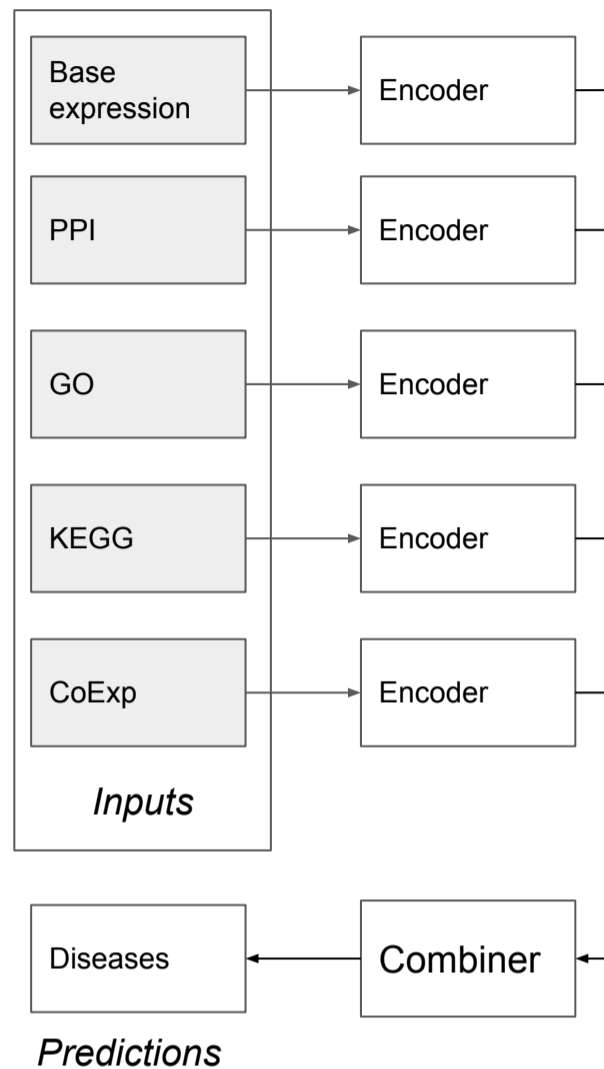 Base
expression
Encoder
PPI
Encoder
GO
Encoder
KEGG
Encoder
CoExp
Encoder
Inputs
Diseases
Combiner
Predictions